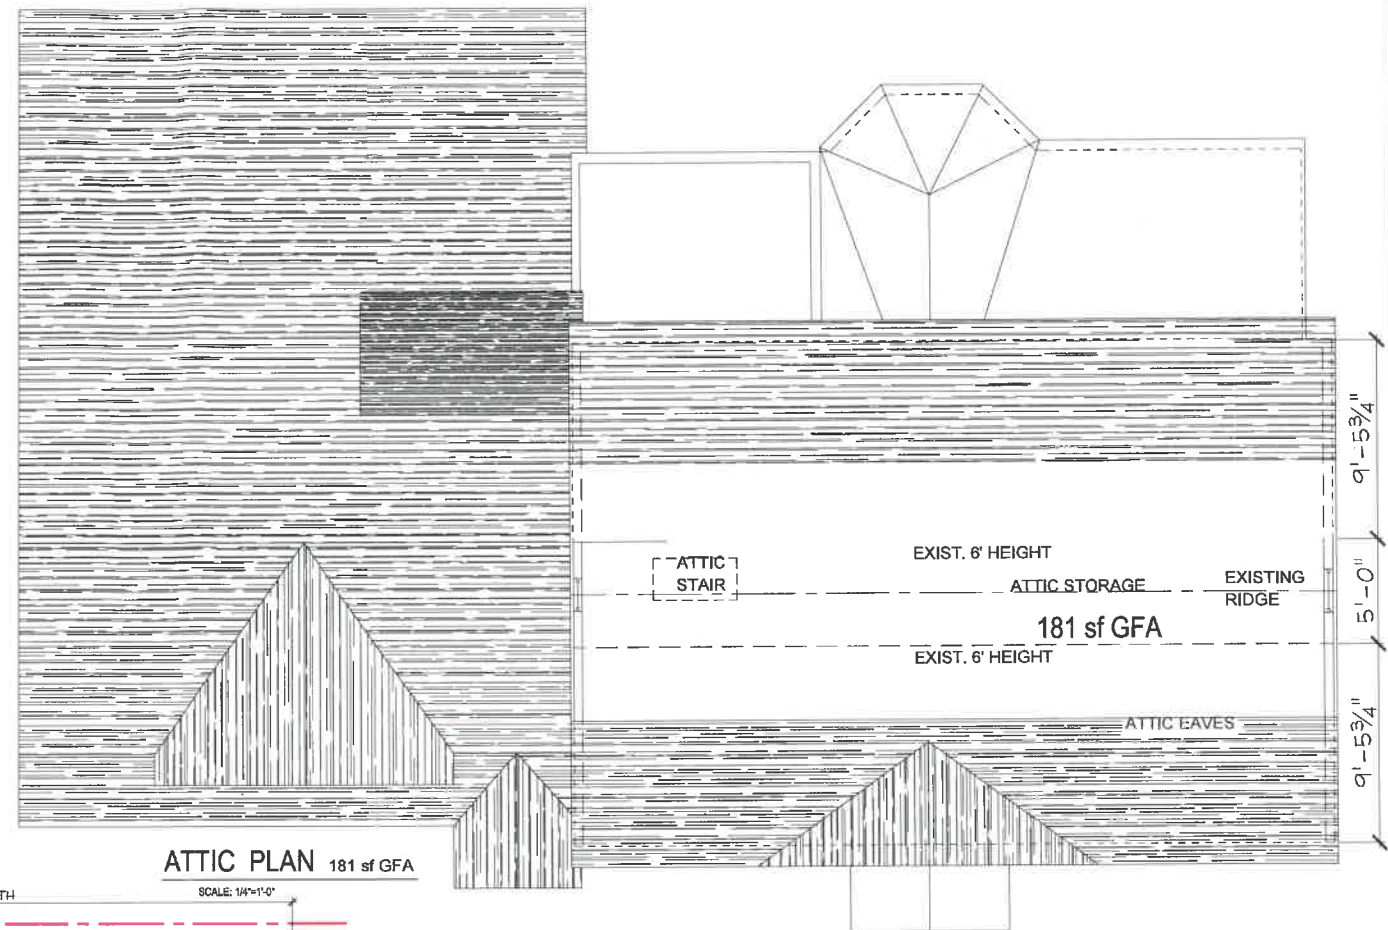 9'-5¾"
EXIST. 6' HEIGHT
ATTIC
STAIR
ATTIC STORAGE
EXISTING
RIDGE
5'-0"
181 sf GFA
EXIST. 6' HEIGHT
ATTIC EAVES
9'-5¾"
ATTIC PLAN 181 sf GFA
SCALE: 1/4"=1'-0"
TH